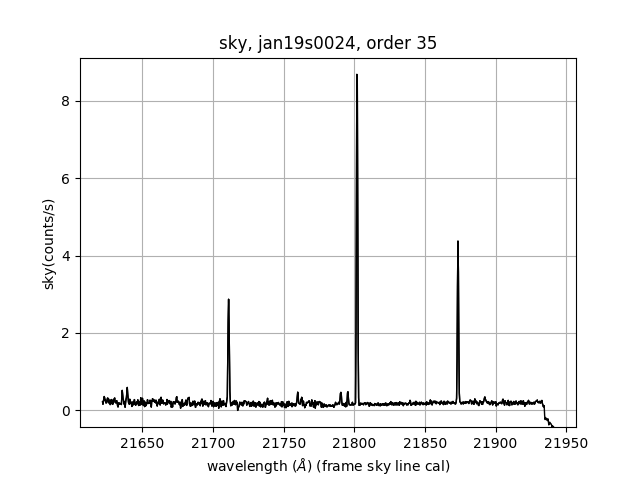 sky, jan19s0024, order 35
sky(counts/s)
8
6
4
2
0
21650 21700 21750 21800 21850 21900 21950
wavelength (Å) (frame sky line cal)